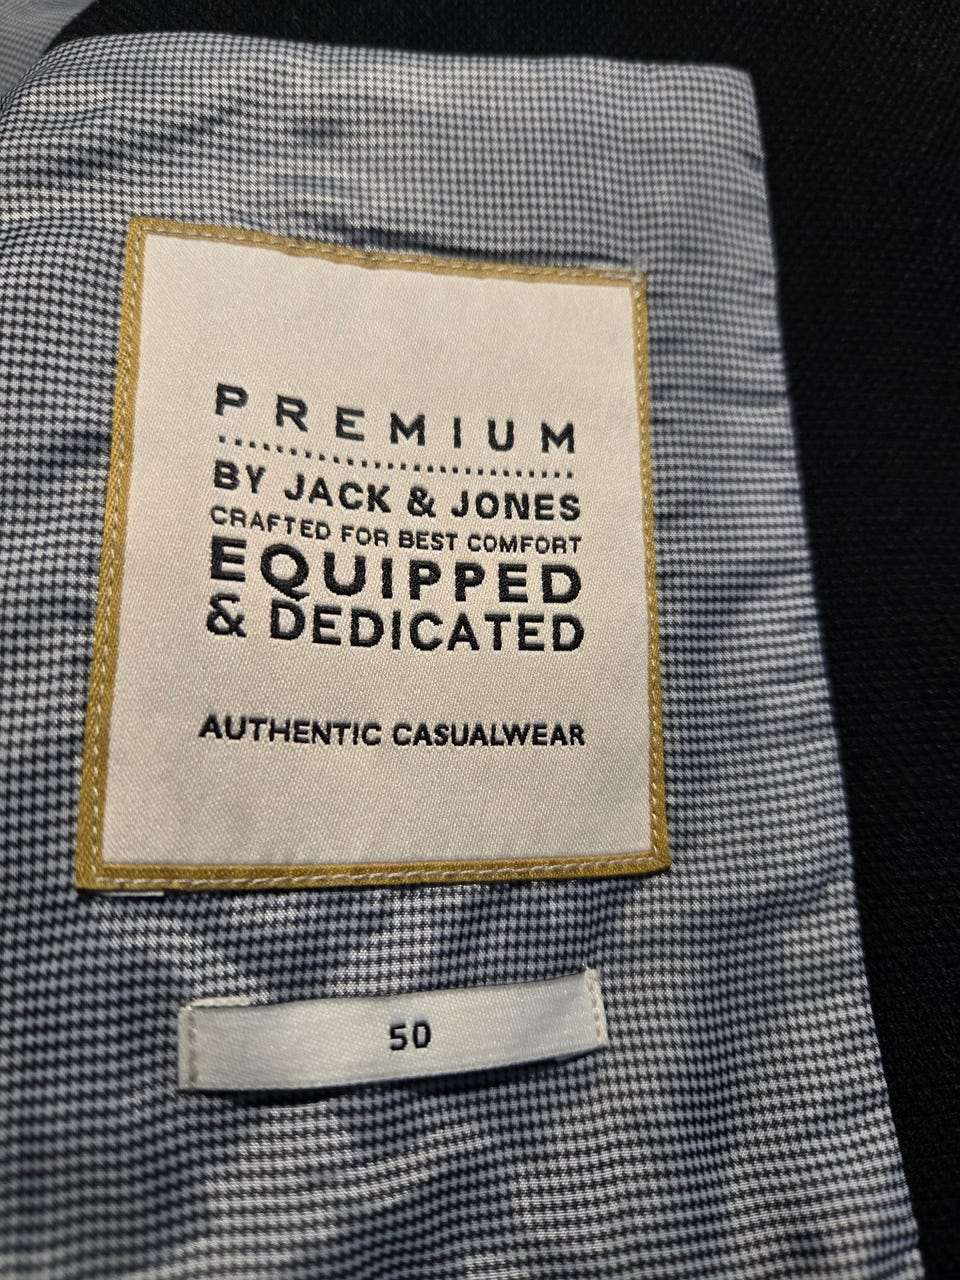 PREMIUM
BY JACK & JONES
CRAFTED FOR BEST COMFORT
EQUIPPED
& DEDICATED
AUTHENTIC CASUALWEAR
50